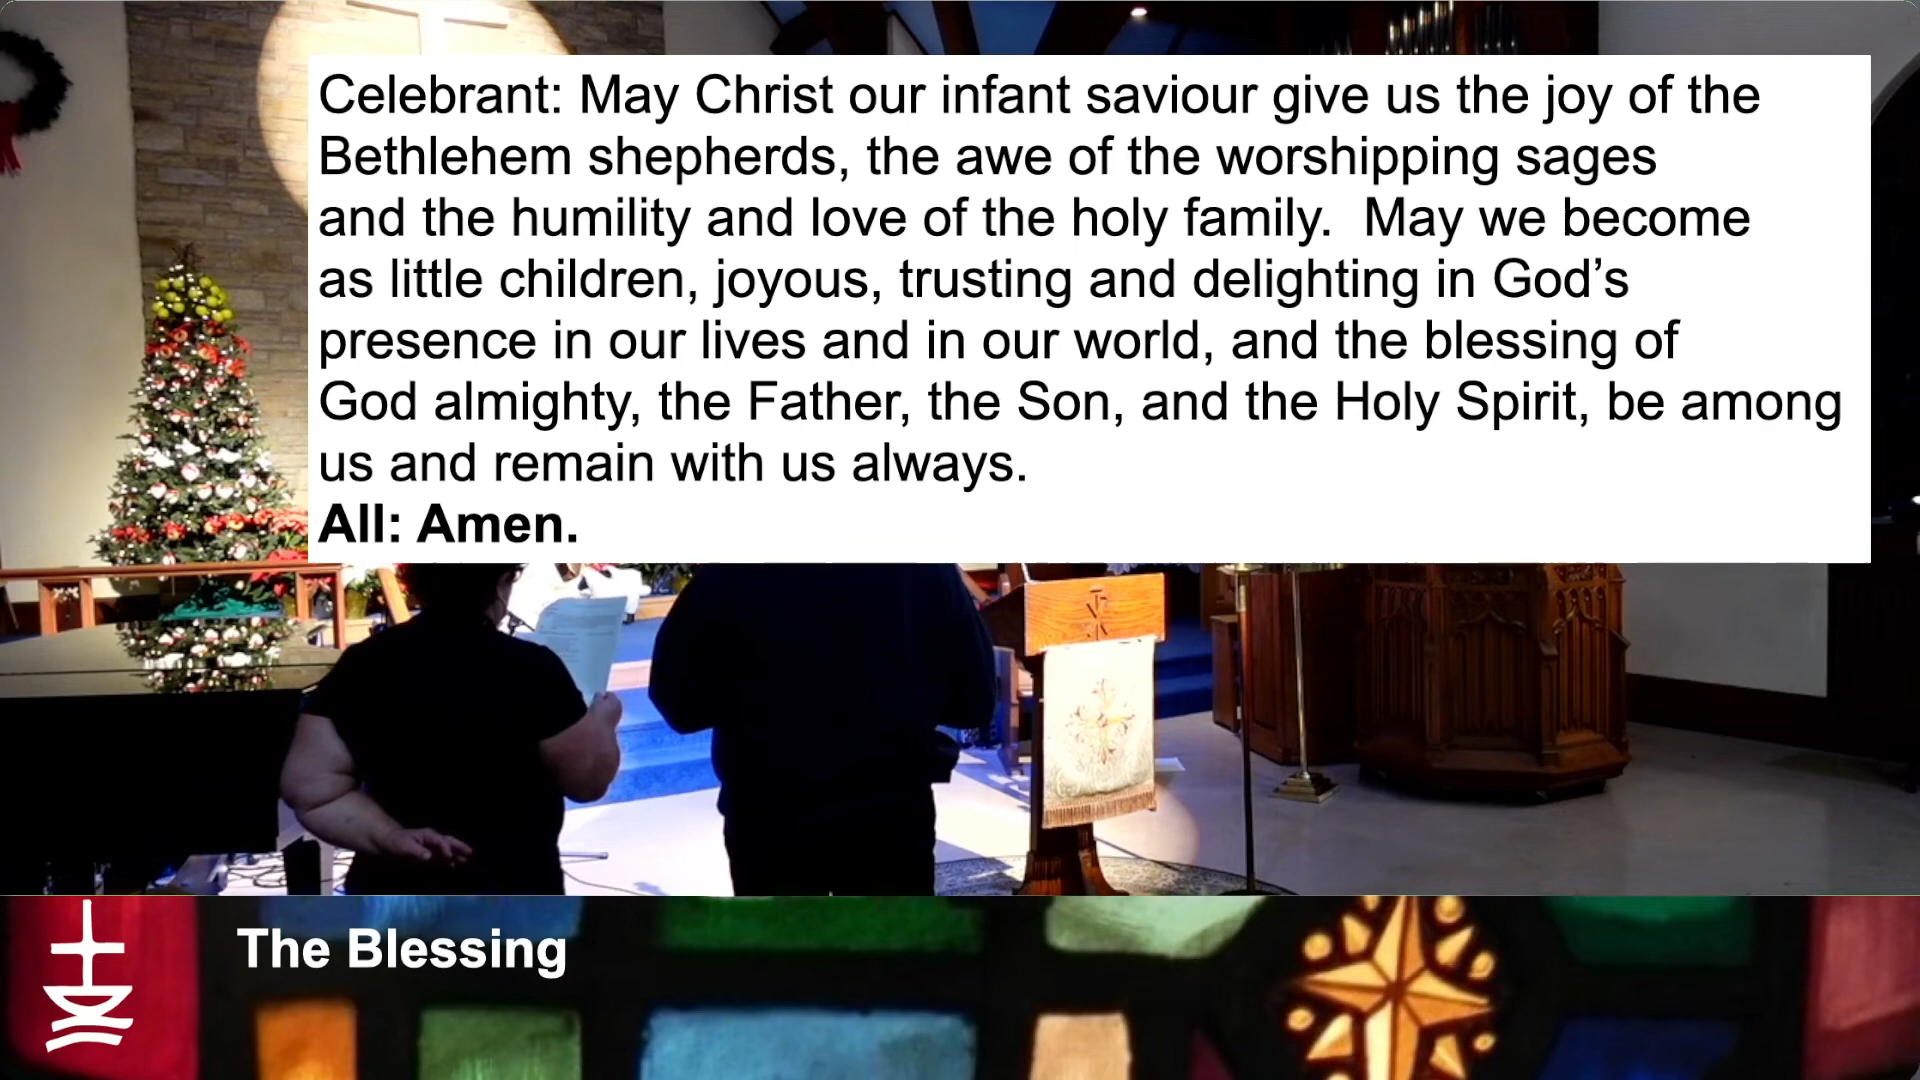 Celebrant: May Christ our infant saviour give us the joy of the
Bethlehem shepherds, the awe of the worshipping sages
and the humility and love of the holy family.  May we become
as little children, joyous, trusting and delighting in God’s
presence in our lives and in our world, and the blessing of
God almighty, the Father, the Son, and the Holy Spirit, be among
us and remain with us always.
All: Amen.
The Blessing